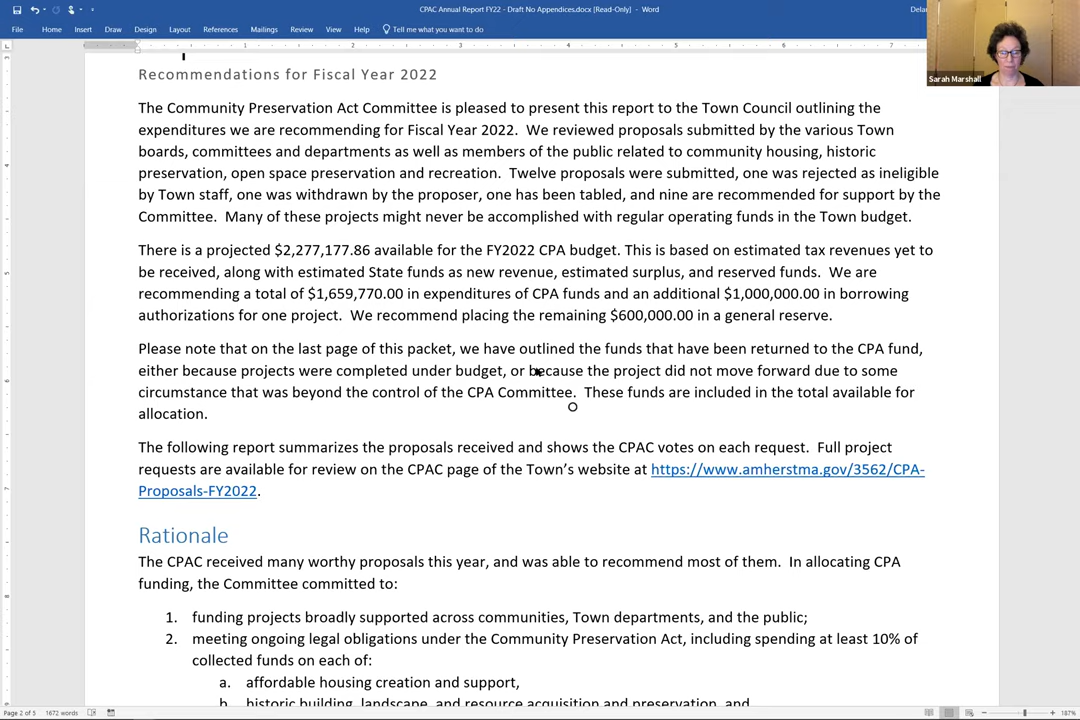 CPAC Annual Report FY22 - Draft No Appendices.docx [Read-Only] - Word
File Home Insert Draw Design Layout References Mailings Review View Help Tell me what you want to do
Sarah Marshall
Recommendations for Fiscal Year 2022
The Community Preservation Act Committee is pleased to present this report to the Town Council outlining the
expenditures we are recommending for Fiscal Year 2022. We reviewed proposals submitted by the various Town
boards, committees and departments as well as members of the public related to community housing, historic
preservation, open space preservation and recreation. Twelve proposals were submitted, one was rejected as ineligible
by Town staff, one was withdrawn by the proposer, one has been tabled, and nine are recommended for support by the
Committee. Many of these projects might never be accomplished with regular operating funds in the Town budget.
There is a projected $2,277,177.86 available for the FY2022 CPA budget. This is based on estimated tax revenues yet to
be received, along with estimated State funds as new revenue, estimated surplus, and reserved funds. We are
recommending a total of $1,659,770.00 in expenditures of CPA funds and an additional $1,000,000.00 in borrowing
authorizations for one project. We recommend placing the remaining $600,000.00 in a general reserve.
Please note that on the last page of this packet, we have outlined the funds that have been returned to the CPA fund,
either because projects were completed under budget, or because the project did not move forward due to some
circumstance that was beyond the control of the CPA Committee. These funds are included in the total available for
allocation.
The following report summarizes the proposals received and shows the CPAC votes on each request. Full project
requests are available for review on the CPAC page of the Town's website at https://www.amherstma.gov/3562/CPA-
Proposals-FY2022.
Rationale
The CPAC received many worthy proposals this year, and was able to recommend most of them. In allocating CPA
funding, the Committee committed to:
1. funding projects broadly supported across communities, Town departments, and the public;
2. meeting ongoing legal obligations under the Community Preservation Act, including spending at least 10% of
collected funds on each of:
a. affordable housing creation and support,
b. historic building, landscape, and resource acquisition and preservation, and
Page 2 of 5 1672 words
187%